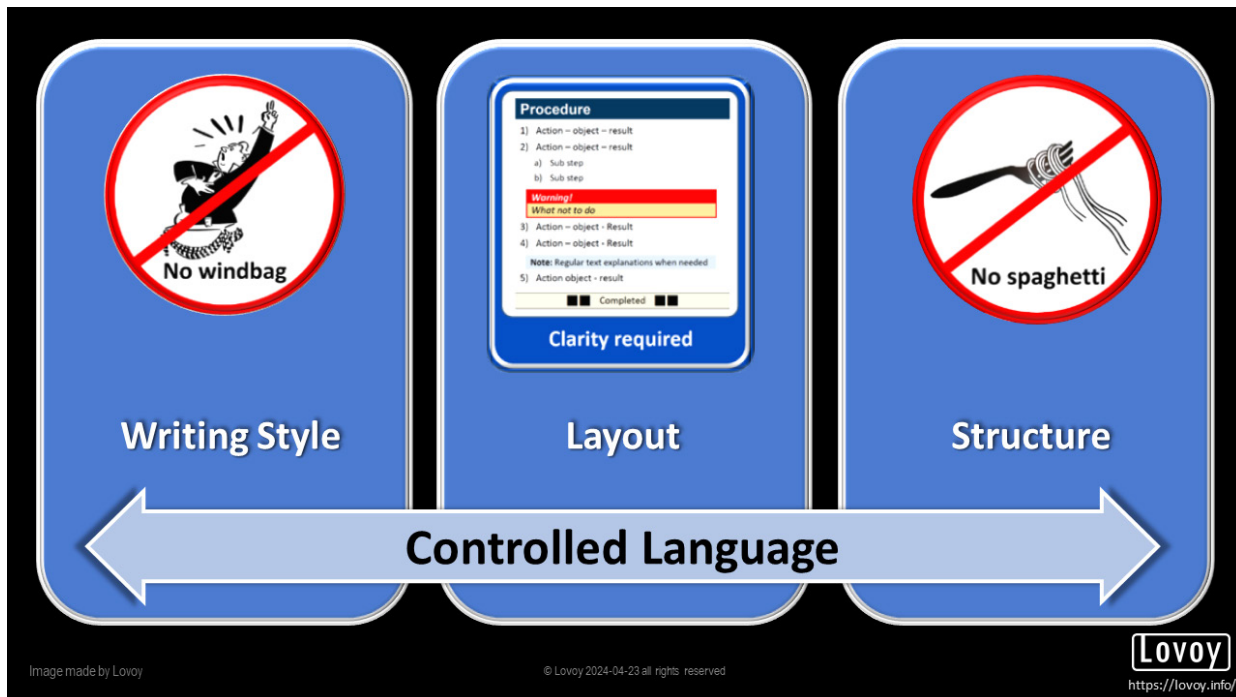 No windbag
Writing Style
Procedure
1) Action – object – result
2) Action – object – result
a) Sub step
b) Sub step
Warning!
What not to do
3) Action – object - Result
4) Action – object - Result
Note: Regular text explanations when needed
5) Action object - result
Completed
Clarity required
Layout
No spaghetti
Structure
Controlled Language
Image made by Lovoy
© Lovoy 2024-04-23 all rights reserved
Lovoy
https://lovoy.info/